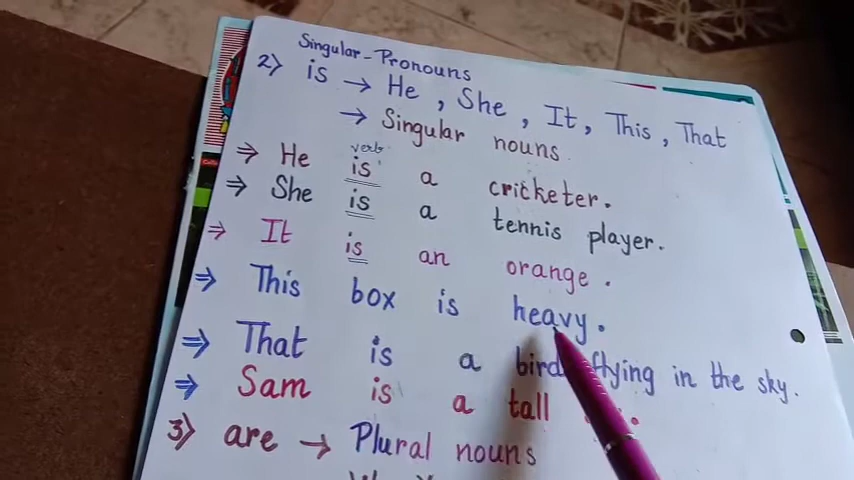 Singular - Pronouns
2) is → He , She , It , This , That
→ Singular nouns
verb
⇒ He is a cricketer.
⇒ She is a tennis player.
⇒ It is an orange .
⇒ This box is heavy.
⇒ That is a bird flying in the sky.
⇒ Sam is a tall .
3) are → Plural nouns